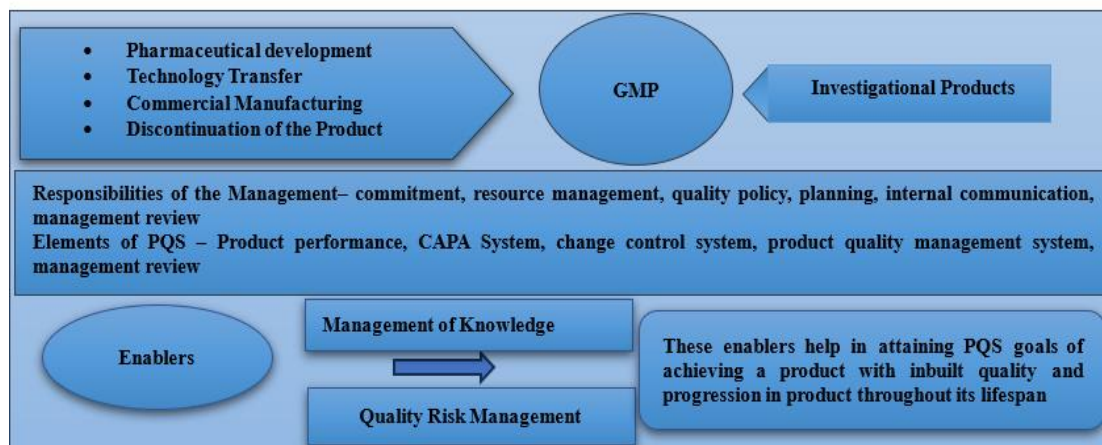 • Pharmaceutical development
• Technology Transfer
• Commercial Manufacturing
• Discontinuation of the Product
GMP
Investigational Products
Responsibilities of the Management– commitment, resource management, quality policy, planning, internal communication,
management review
Elements of PQS – Product performance, CAPA System, change control system, product quality management system,
management review
Enablers
Management of Knowledge
Quality Risk Management
These enablers help in attaining PQS goals of
achieving a product with inbuilt quality and
progression in product throughout its lifespan